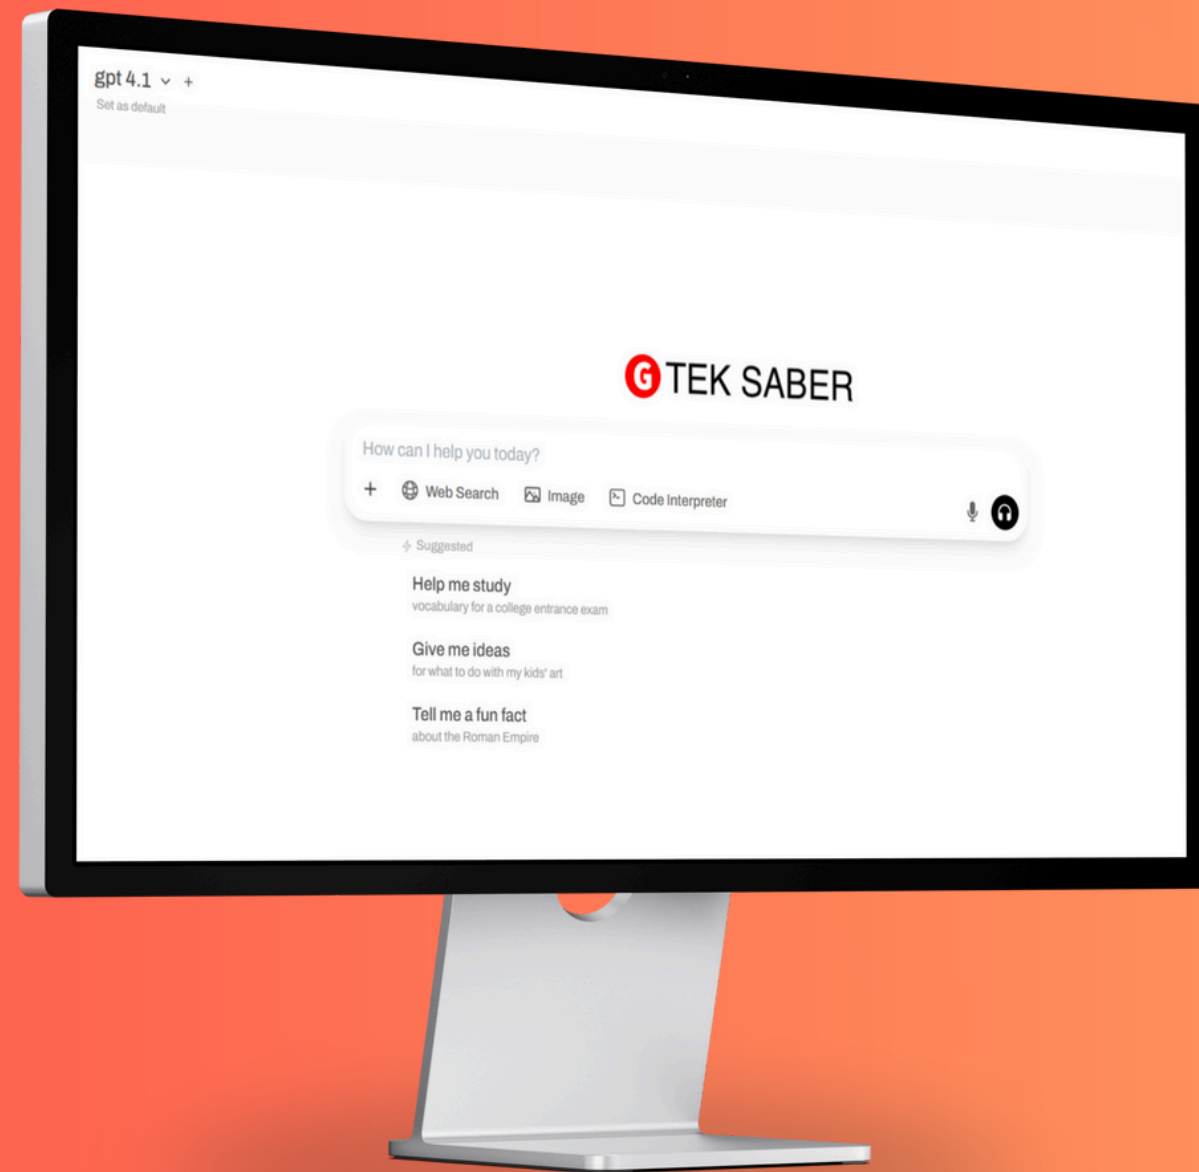 gpt 4.1
Set as default
G TEK SABER
How can I help you today?
Web Search Image Code Interpreter
Suggested
Help me study
vocabulary for a college entrance exam
Give me ideas
for what to do with my kids' art
Tell me a fun fact
about the Roman Empire